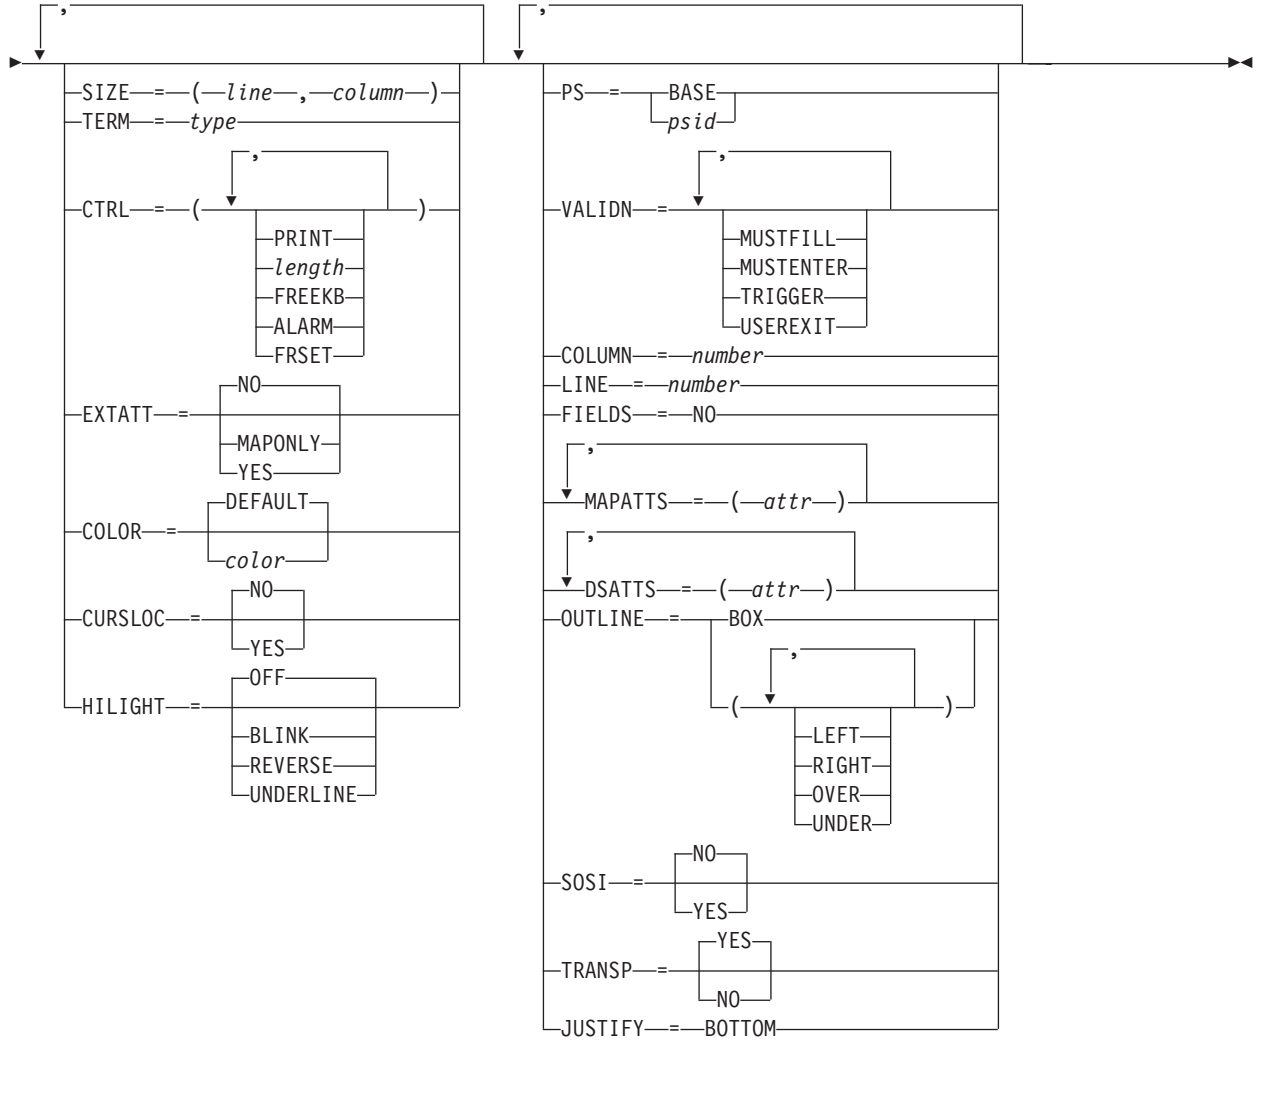 ,
SIZE = ( line , column )
TERM = type
,
CTRL = ( )
PRINT
length
FREEKB
ALARM
FRSET
NO
EXTATT =
MAPONLY
YES
DEFAULT
COLOR =
color
NO
CURSLOC =
YES
OFF
HILIGHT =
BLINK
REVERSE
UNDERLINE
,
PS = BASE
psid
,
VALIDN =
MUSTFILL
MUSTENTER
TRIGGER
USEREXIT
COLUMN = number
LINE = number
FIELDS = NO
,
MAPATTS = ( attr )
,
DSATTS = ( attr )
OUTLINE = BOX
,
( )
LEFT
RIGHT
OVER
UNDER
NO
SOSI =
YES
YES
TRANSP =
NO
JUSTIFY = BOTTOM